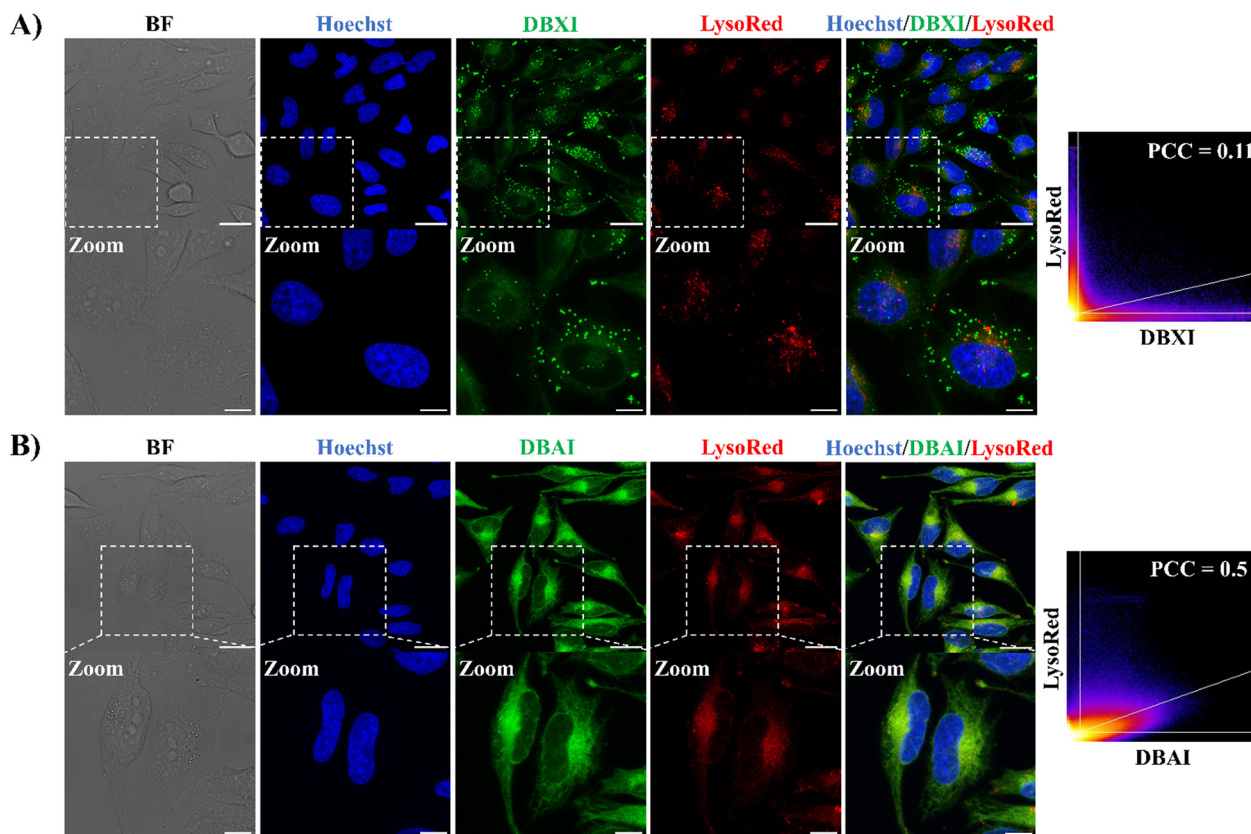 A)
BF
Hoechst
DBXI
LysoRed
Hoechst/DBXI/LysoRed
Zoom
Zoom
Zoom
Zoom
Zoom
PCC = 0.11
LysoRed
DBXI
B)
BF
Hoechst
DBAI
LysoRed
Hoechst/DBAI/LysoRed
Zoom
Zoom
Zoom
Zoom
Zoom
PCC = 0.5
LysoRed
DBAI